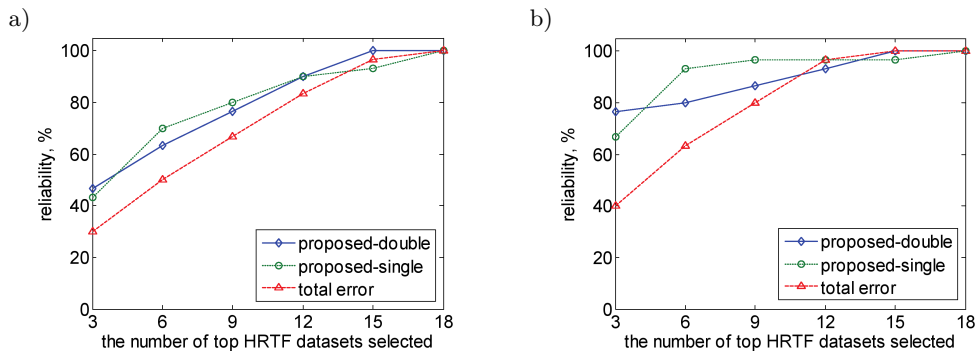 a)
100
80
60
40
20
0
reliability, %
3 6 9 12 15 18
the number of top HRTF datasets selected
proposed-double
proposed-single
total error
b)
100
80
60
40
20
0
reliability, %
3 6 9 12 15 18
the number of top HRTF datasets selected
proposed-double
proposed-single
total error